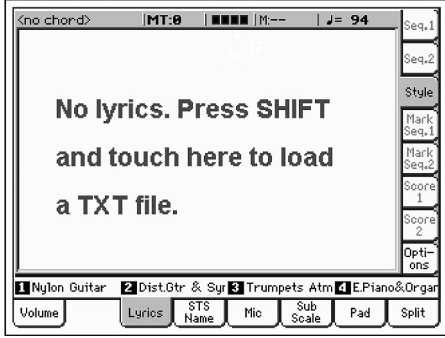 <no chord> MT:0 M:-- ♩= 94
Seq.1
Seq.2
Style
Mark
Seq.1
Mark
Seq.2
Score
1
Score
2
Opti-
ons
No lyrics. Press SHIFT
and touch here to load
a TXT file.
1 Nylon Guitar 2 Dist.Gtr & Syr 3 Trumpets Atm 4 E.Piano&Organ
Volume Lyrics STS Name Mic Sub Scale Pad Split